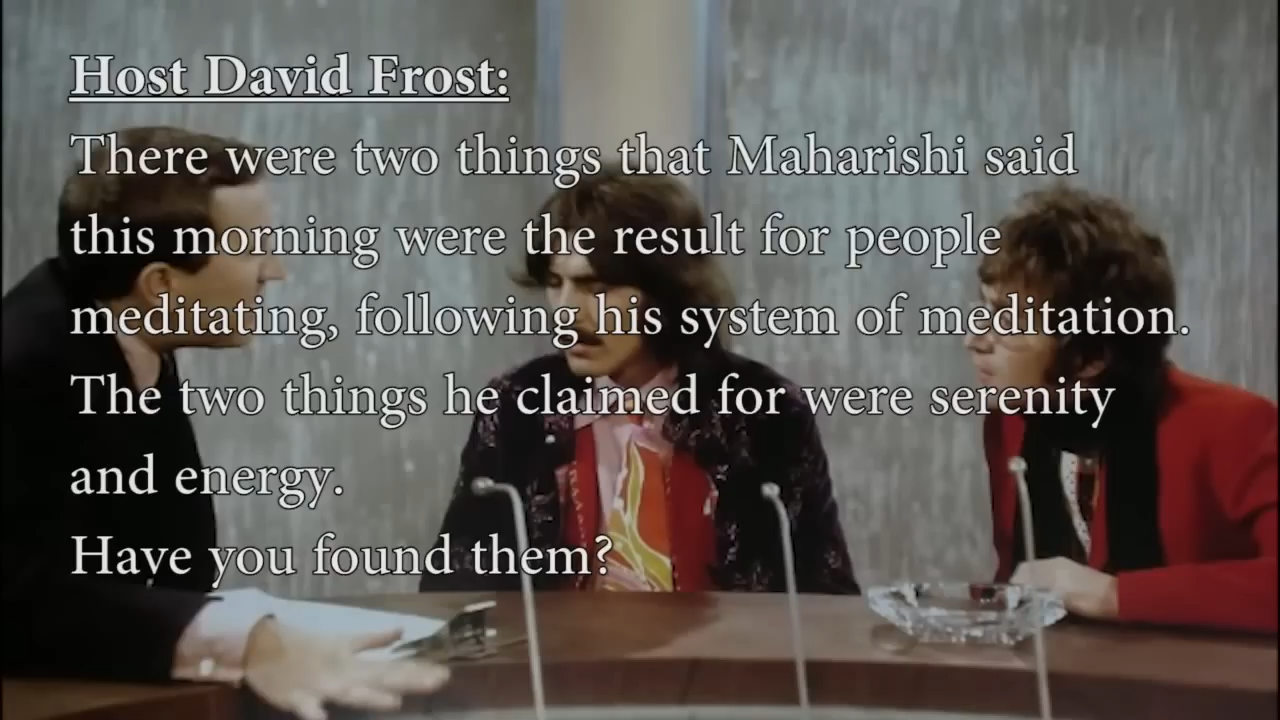 Host David Frost:
There were two things that Maharishi said
this morning were the result for people
meditating, following his system of meditation.
The two things he claimed for were serenity
and energy.
Have you found them?